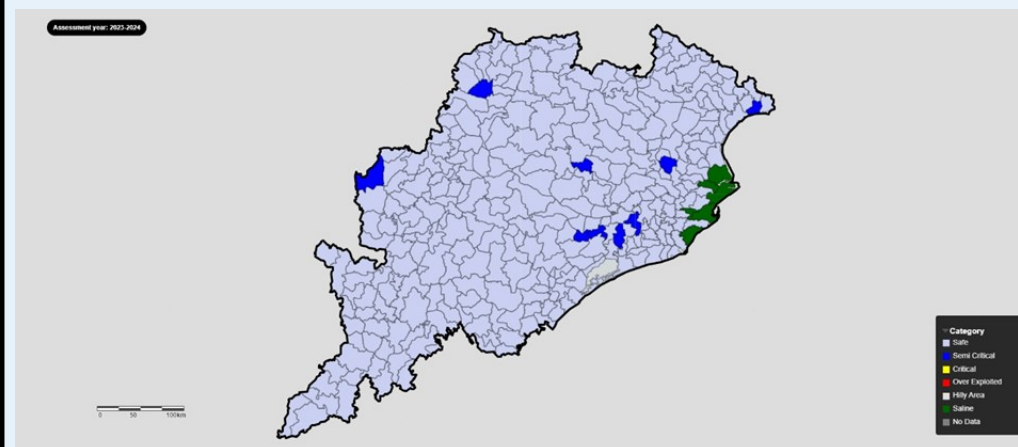 Assessment year: 2023-2024
Category
Safe
Semi Critical
Critical
Over Exploited
Hilly Area
Saline
No Data
0 50 100km